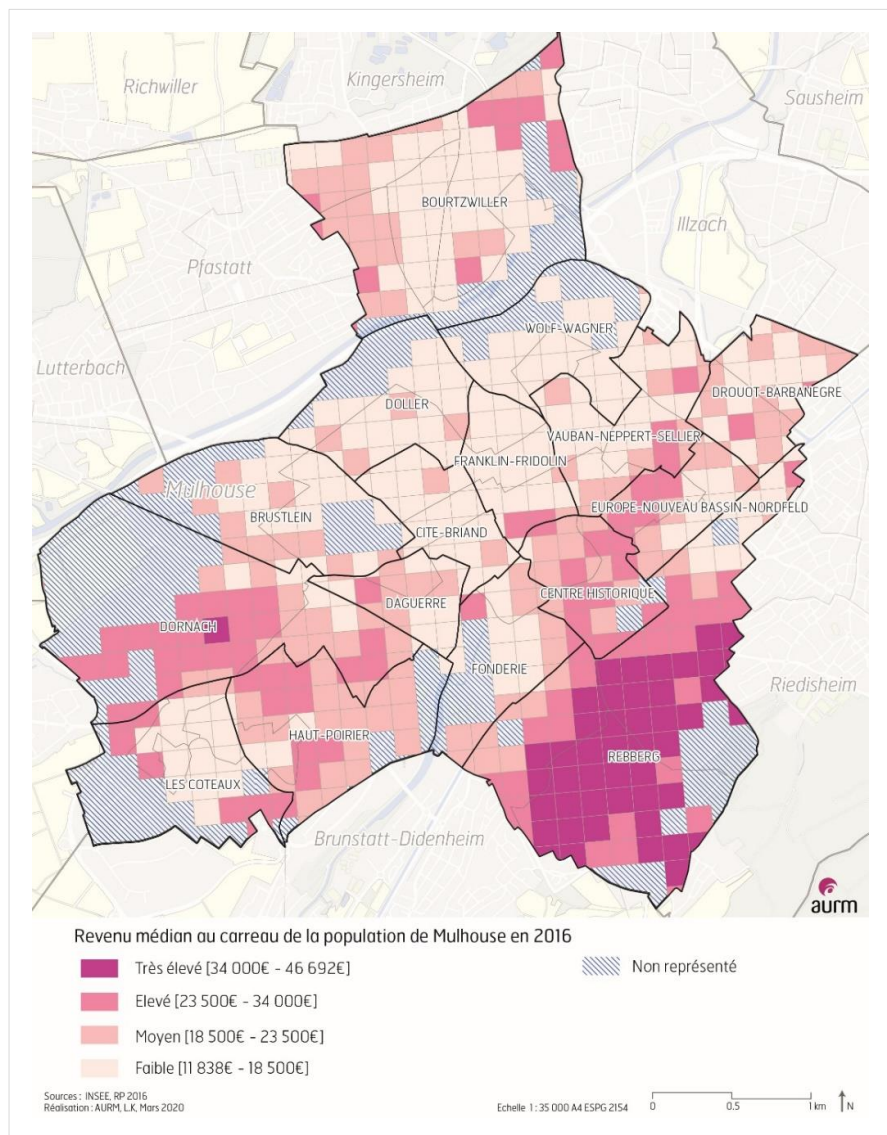 Kingersheim
Richwiller
Sausheim
BOURTZWILLER
Illzach
Pfastatt
WOLF-WAGNER
Lutterbach
DROUOT-BARBANEGRE
DOLLER
VAUBAN-NEPPERT-SELLIER
FRANKLIN-FRIDOLIN
Mulhouse
EUROPE-NOUVEAU BASSIN-NORDFELD
BRUSTLEIN
CITE-BRIAND
CENTRE HISTORIQUE
DAGUERRE
DORNACH
FONDERIE
Riedisheim
HAUT-POIRIER
REBBERG
LES COTEAUX
Brunstatt-Didenheim
aurm
Revenu médian au carreau de la population de Mulhouse en 2016
Très élevé [34 000€ - 46 692€]
Non représenté
Elevé [23 500€ - 34 000€]
Moyen [18 500€ - 23 500€]
Faible [11 838€ - 18 500€]
Sources : INSEE, RP 2016
Réalisation : AURM, L.K, Mars 2020
Echelle 1 : 35 000 A4 ESPG 2154
0 0.5 1 km N